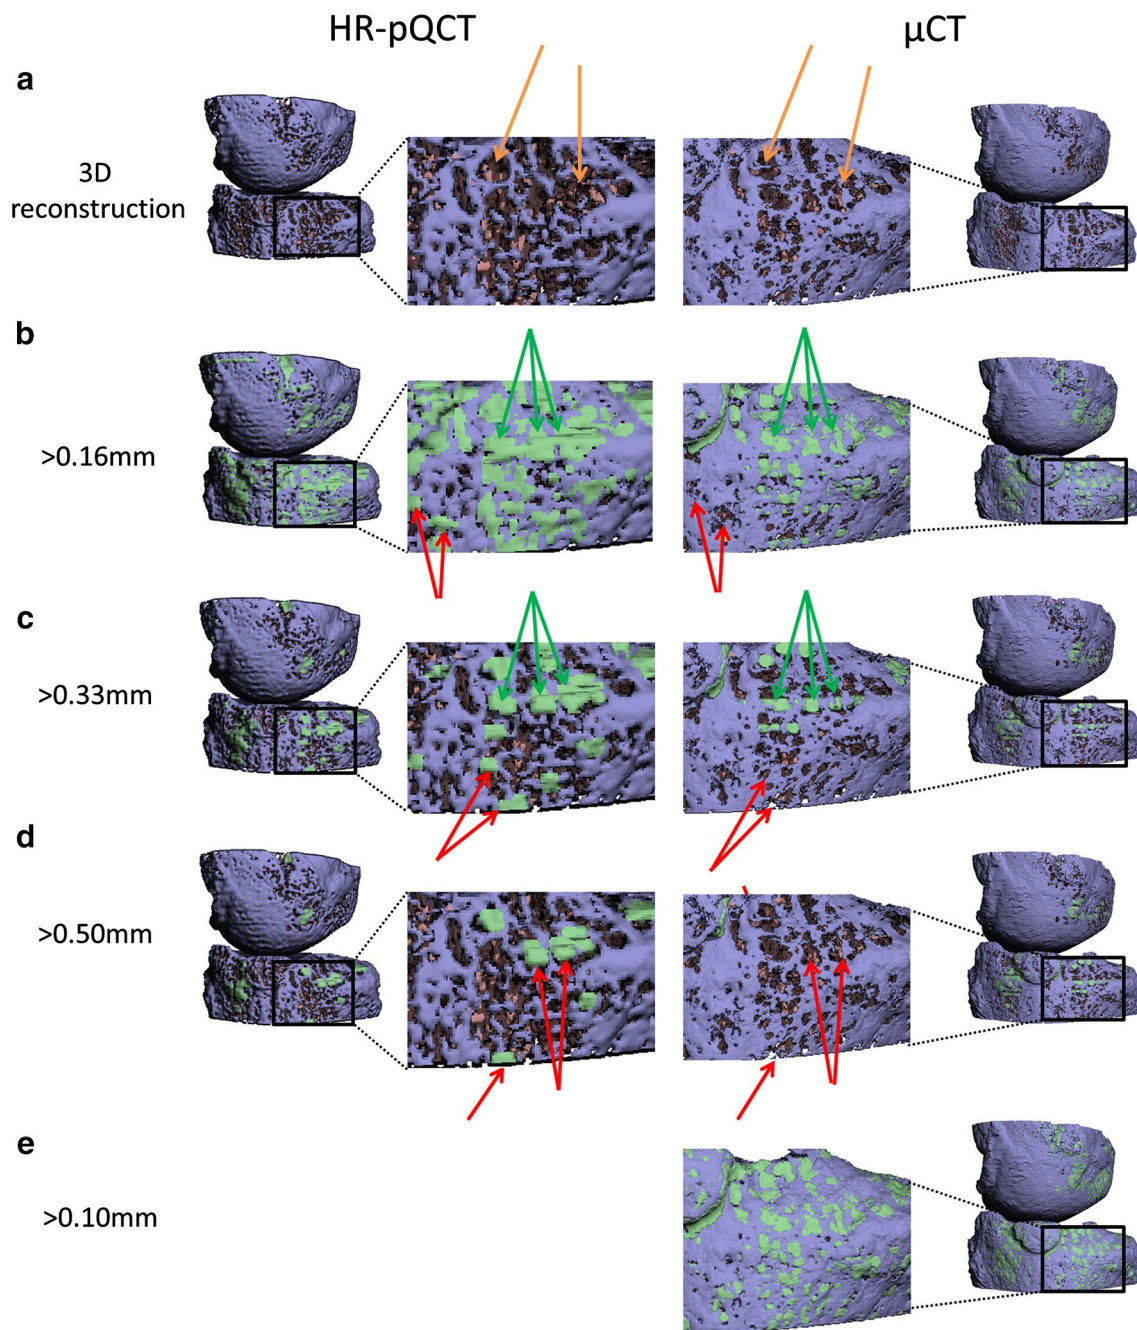 HR-pQCT
μCT
a
3D
reconstruction
b
>0.16mm
c
>0.33mm
d
>0.50mm
e
>0.10mm